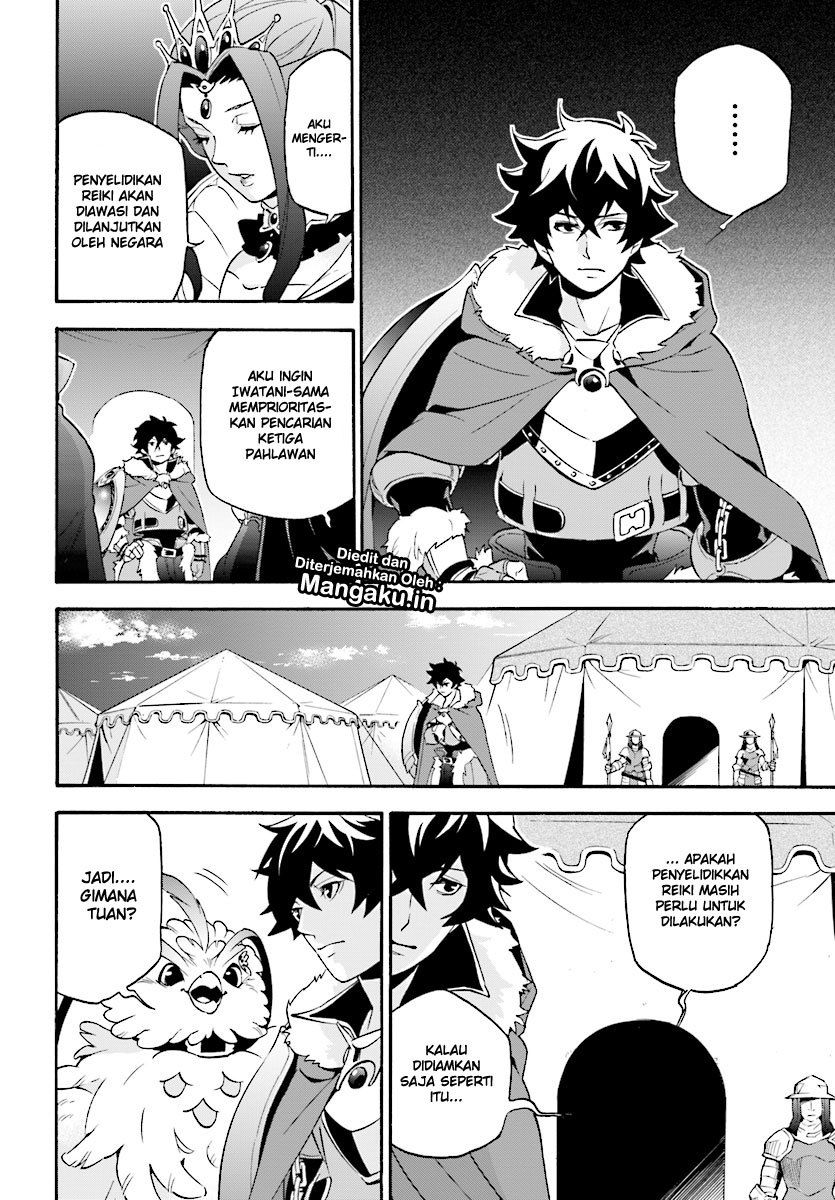 ......
AKU
MENGER-
TI....
PENYELIDIKAN
REIKI AKAN
DIAWASI DAN
DILANJUTKAN
OLEH NEGARA
AKU INGIN
IWATANI-SAMA
MEMPRIORITAS-
KAN PENCARIAN
KETIGA
PAHLAWAN
Diedit dan
Diterjemahkan Oleh :
Mangaku.in
... APAKAH
PENYELIDIKKAN
REIKI MASIH
PERLU UNTUK
DILAKUKAN?
KALAU
DIDIAMKAN
SAJA SEPERTI
ITU...
JADI....
GIMANA
TUAN?